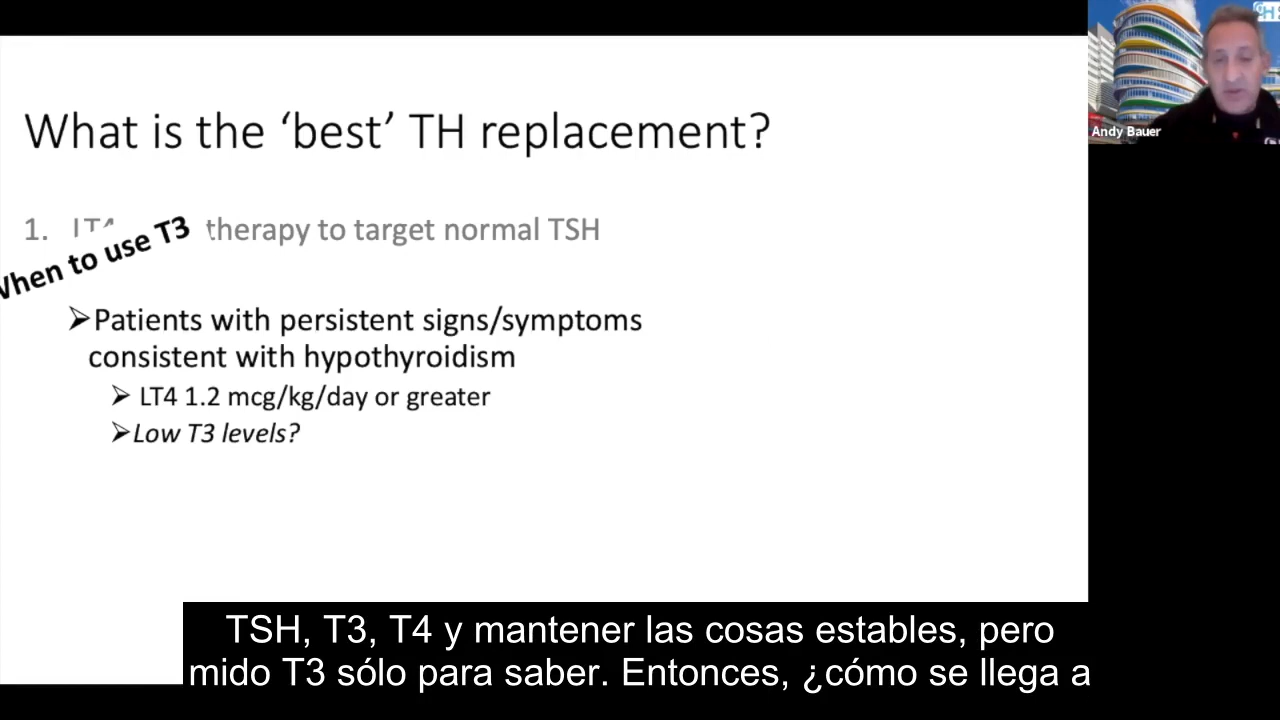 What is the ‘best’ TH replacement?
1. LT4 therapy to target normal TSH
When to use T3
➢Patients with persistent signs/symptoms
consistent with hypothyroidism
➢ LT4 1.2 mcg/kg/day or greater
➢Low T3 levels?
Andy Bauer
TSH, T3, T4 y mantener las cosas estables, pero
mido T3 sólo para saber. Entonces, ¿cómo se llega a